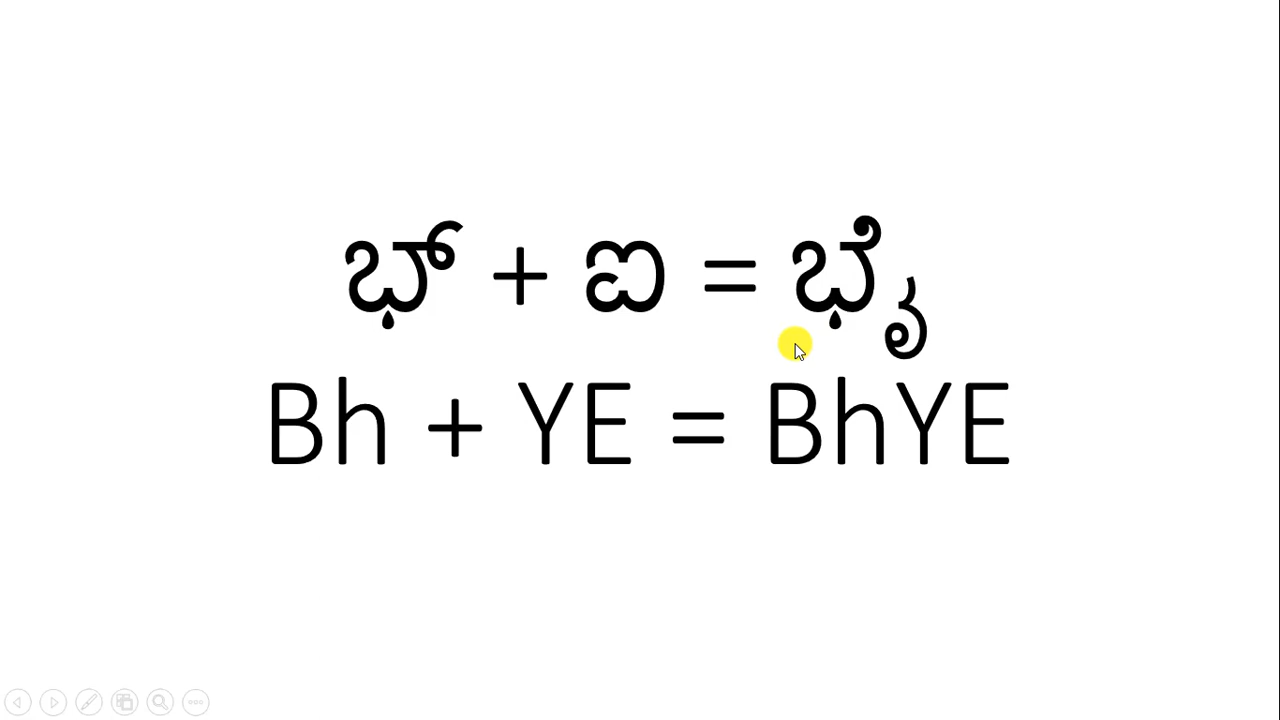 ಭ್ + ಐ = ಭೈ
Bh + YE = BhYE